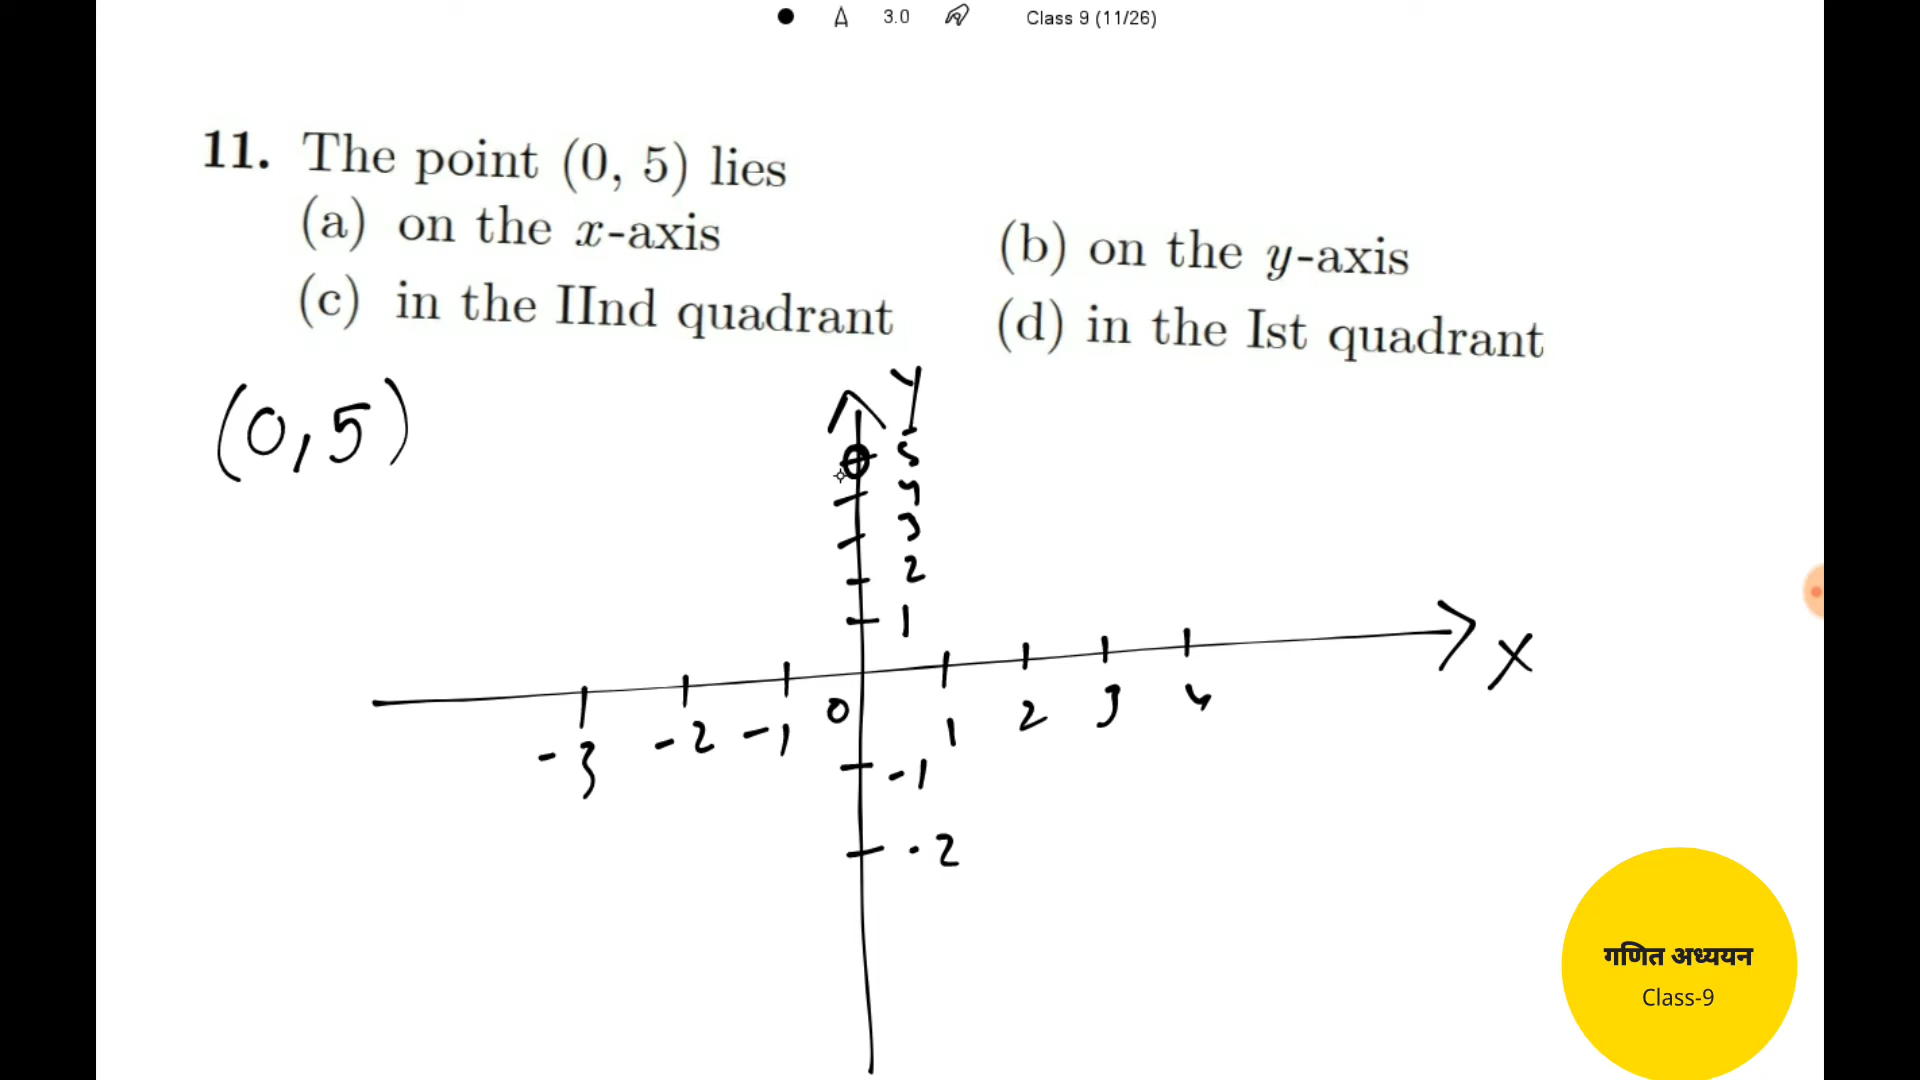 3.0 Class 9 (11/26)
11. The point (0, 5) lies
(a) on the x-axis
(b) on the y-axis
(c) in the IInd quadrant
(d) in the Ist quadrant
(0,5)
Y
5
4
3
2
1
X
-3 -2 -1 0 1 2 3 4
-1
-2
गणित अध्ययन
Class-9